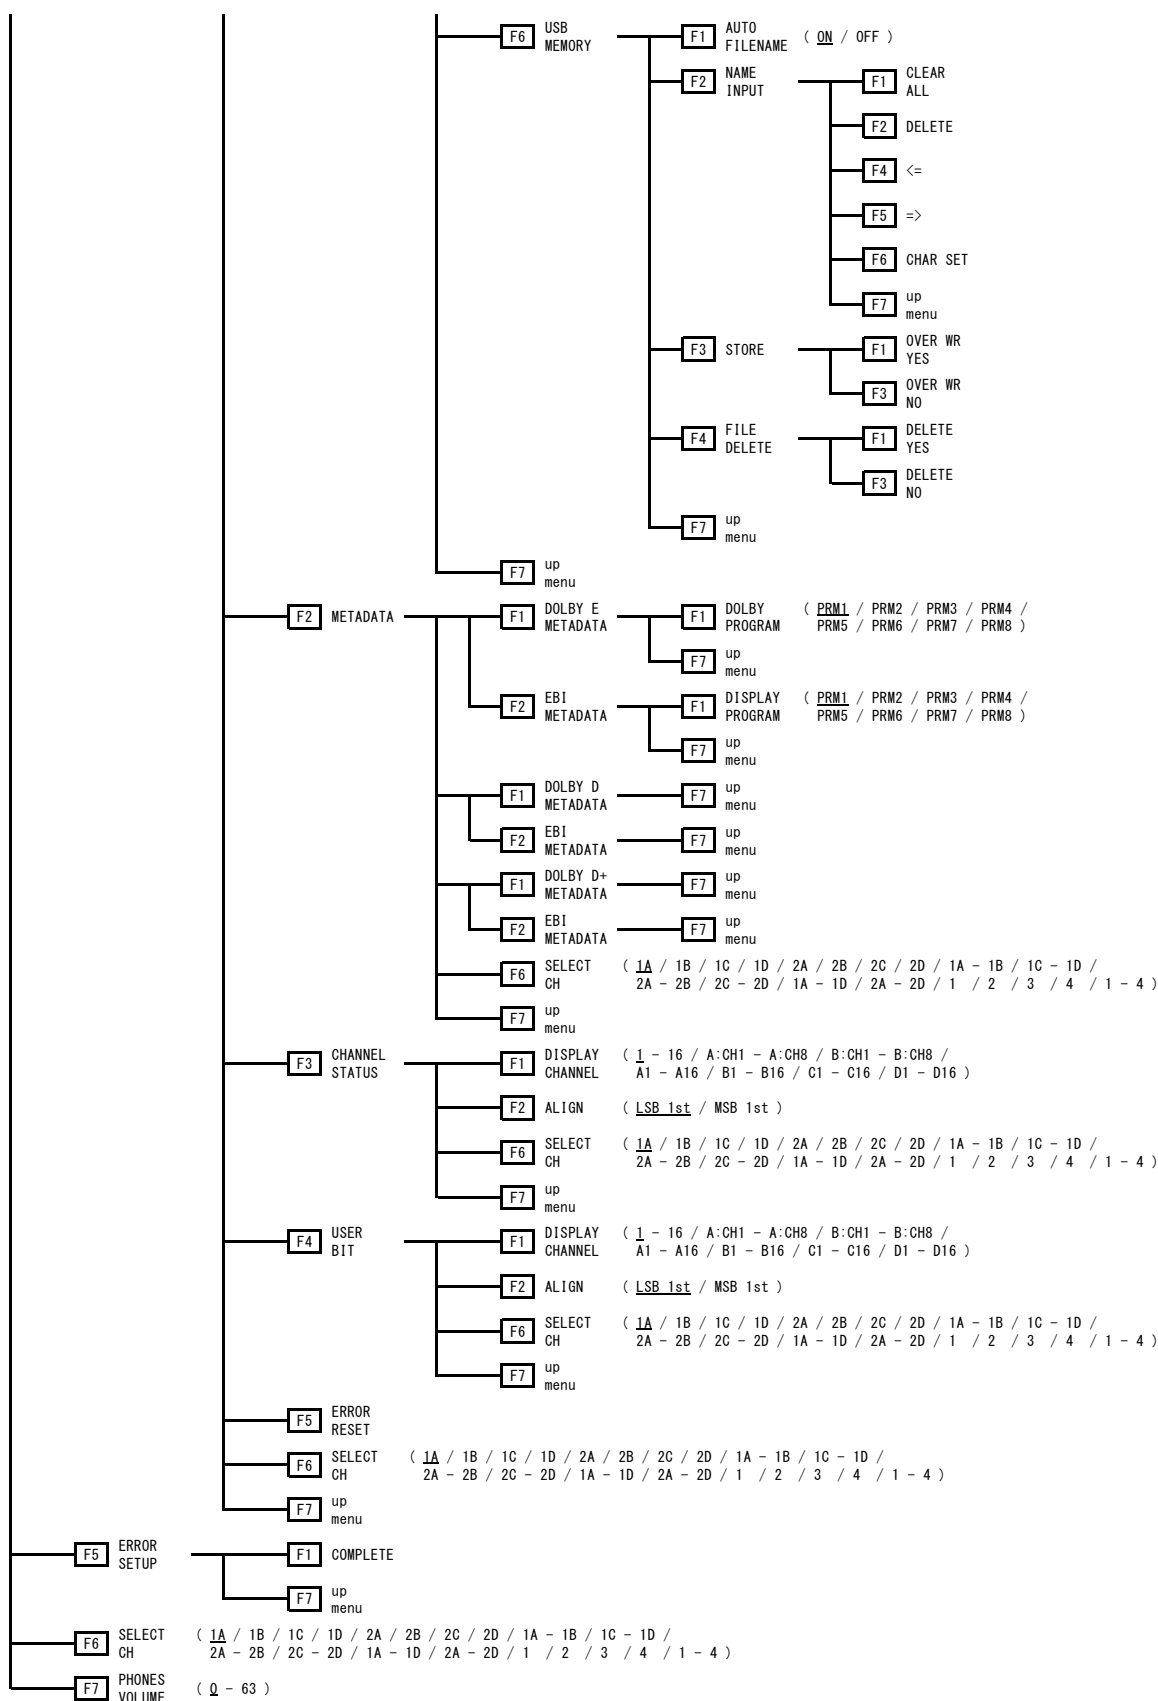 F6 USB MEMORY
F1 AUTO FILENAME ( ON / OFF )
F2 NAME INPUT
F1 CLEAR ALL
F2 DELETE
F4 <=
F5 =>
F6 CHAR SET
F7 up menu
F3 STORE
F1 OVER WR YES
F3 OVER WR NO
F4 FILE DELETE
F1 DELETE YES
F3 DELETE NO
F7 up menu
F7 up menu
F2 METADATA
F1 DOLBY E METADATA
F1 DOLBY PROGRAM ( PRM1 / PRM2 / PRM3 / PRM4 /
PRM5 / PRM6 / PRM7 / PRM8 )
F7 up menu
F2 EBI METADATA
F1 DISPLAY PROGRAM ( PRM1 / PRM2 / PRM3 / PRM4 /
PRM5 / PRM6 / PRM7 / PRM8 )
F7 up menu
F1 DOLBY D METADATA
F7 up menu
F2 EBI METADATA
F7 up menu
F1 DOLBY D+ METADATA
F7 up menu
F2 EBI METADATA
F7 up menu
F6 SELECT CH ( 1A / 1B / 1C / 1D / 2A / 2B / 2C / 2D / 1A - 1B / 1C - 1D /
2A - 2B / 2C - 2D / 1A - 1D / 2A - 2D / 1 / 2 / 3 / 4 / 1 - 4 )
F7 up menu
F3 CHANNEL STATUS
F1 DISPLAY CHANNEL ( 1 - 16 / A:CH1 - A:CH8 / B:CH1 - B:CH8 /
A1 - A16 / B1 - B16 / C1 - C16 / D1 - D16 )
F2 ALIGN ( LSB 1st / MSB 1st )
F6 SELECT CH ( 1A / 1B / 1C / 1D / 2A / 2B / 2C / 2D / 1A - 1B / 1C - 1D /
2A - 2B / 2C - 2D / 1A - 1D / 2A - 2D / 1 / 2 / 3 / 4 / 1 - 4 )
F7 up menu
F4 USER BIT
F1 DISPLAY CHANNEL ( 1 - 16 / A:CH1 - A:CH8 / B:CH1 - B:CH8 /
A1 - A16 / B1 - B16 / C1 - C16 / D1 - D16 )
F2 ALIGN ( LSB 1st / MSB 1st )
F6 SELECT CH ( 1A / 1B / 1C / 1D / 2A / 2B / 2C / 2D / 1A - 1B / 1C - 1D /
2A - 2B / 2C - 2D / 1A - 1D / 2A - 2D / 1 / 2 / 3 / 4 / 1 - 4 )
F7 up menu
F5 ERROR RESET
F6 SELECT CH ( 1A / 1B / 1C / 1D / 2A / 2B / 2C / 2D / 1A - 1B / 1C - 1D /
2A - 2B / 2C - 2D / 1A - 1D / 2A - 2D / 1 / 2 / 3 / 4 / 1 - 4 )
F7 up menu
F5 ERROR SETUP
F1 COMPLETE
F7 up menu
F6 SELECT CH ( 1A / 1B / 1C / 1D / 2A / 2B / 2C / 2D / 1A - 1B / 1C - 1D /
2A - 2B / 2C - 2D / 1A - 1D / 2A - 2D / 1 / 2 / 3 / 4 / 1 - 4 )
F7 PHONES VOLUME ( 0 - 63 )